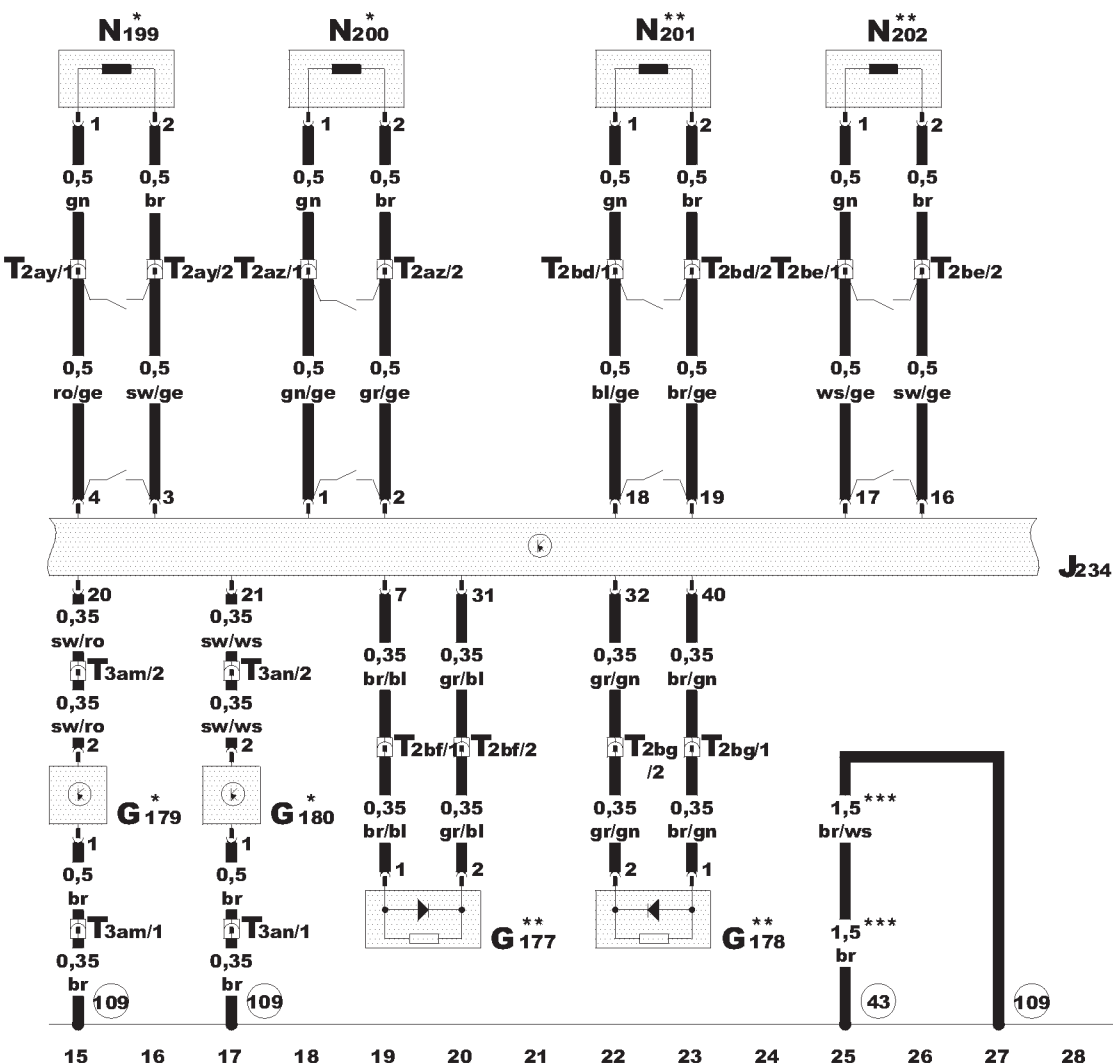 N199* N200* N201** N202**
1 2 1 2 1 2 1 2
0,5 0,5 0,5 0,5 0,5 0,5 0,5 0,5
gn br gn br gn br gn br
T2ay/1 T2ay/2 T2az/1 T2az/2 T2bd/1 T2bd/2 T2be/1 T2be/2
0,5 0,5 0,5 0,5 0,5 0,5 0,5 0,5
ro/ge sw/ge gn/ge gr/ge bl/ge br/ge ws/ge sw/ge
4 3 1 2 18 19 17 16
J234
20 21 7 31 32 40
0,35 0,35
sw/ro sw/ws
0,35 0,35 0,35 0,35
br/bl gr/bl gr/gn br/gn
T3am/2 T3an/2
0,35 0,35
sw/ro sw/ws
2 2
T2bf/1 T2bf/2 T2bg T2bg/1
/2
G179* G180*
0,35 0,35 0,35 0,35 1,5***
br/bl gr/bl gr/gn br/gn br/ws
1 1
1 2 2 1
0,5 0,5
br br
T3am/1 T3an/1
G177** G178**
1,5***
br
0,35 0,35
br br
109 109 43 109
15 16 17 18 19 20 21 22 23 24 25 26 27 28